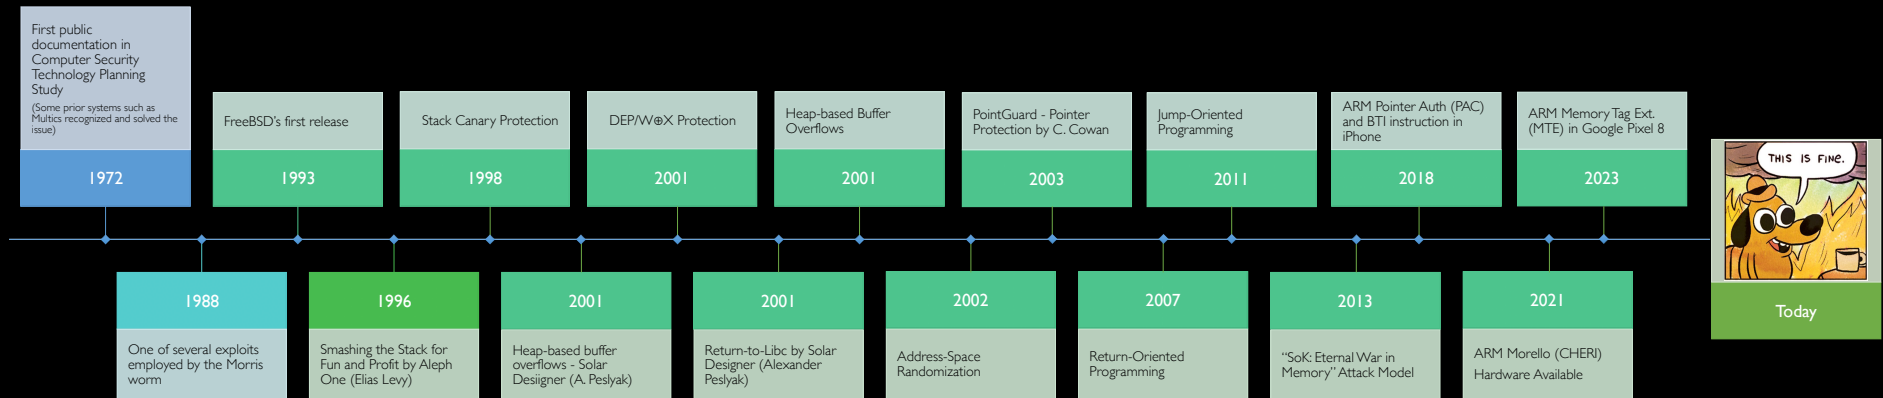 First public
documentation in
Computer Security
Technology Planning
Study
(Some prior systems such as
Multics recognized and solved the
issue)
1972
FreeBSD's first release
1993
Stack Canary Protection
1998
DEP/W⊕X Protection
2001
Heap-based Buffer
Overflows
2001
PointGuard - Pointer
Protection by C. Cowan
2003
Jump-Oriented
Programming
2011
ARM Pointer Auth (PAC)
and BTI instruction in
iPhone
2018
ARM Memory Tag Ext.
(MTE) in Google Pixel 8
2023
THIS IS FINE.
Today
1988
One of several exploits
employed by the Morris
worm
1996
Smashing the Stack for
Fun and Profit by Aleph
One (Elias Levy)
2001
Heap-based buffer
overflows - Solar
Desiigner (A. Peslyak)
2001
Return-to-Libc by Solar
Designer (Alexander
Peslyak)
2002
Address-Space
Randomization
2007
Return-Oriented
Programming
2013
"SoK: Eternal War in
Memory" Attack Model
2021
ARM Morello (CHERI)
Hardware Available